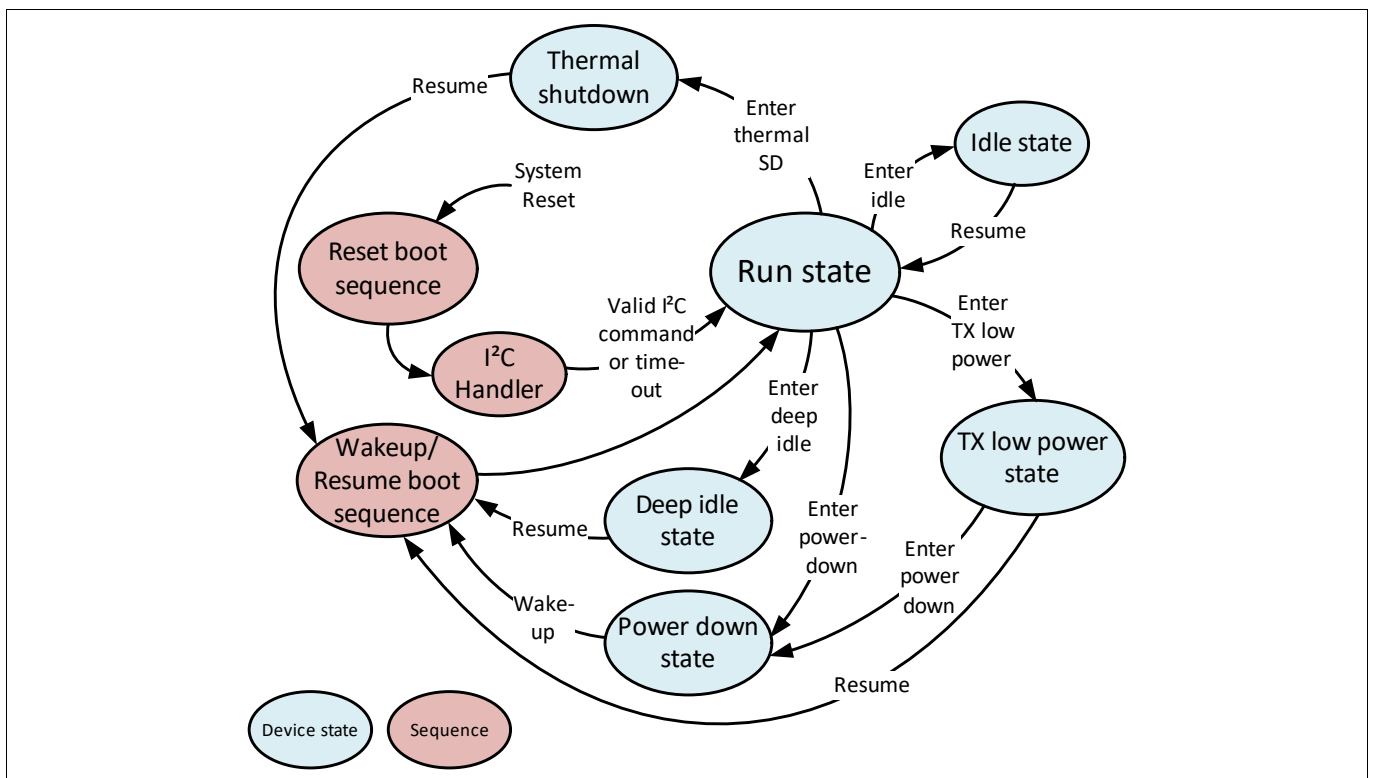 Thermal
shutdown
Resume
Enter
thermal
SD
Idle state
Enter
idle
System
Reset
Resume
Reset boot
sequence
Run state
Valid I²C
command
or time-
out
Enter
TX low
power
I²C
Handler
Enter
deep
idle
Wakeup/
Resume boot
sequence
TX low power
state
Deep idle
state
Resume
Enter
power-
down
Enter
power
down
Wake-
up
Power down
state
Resume
Device state
Sequence